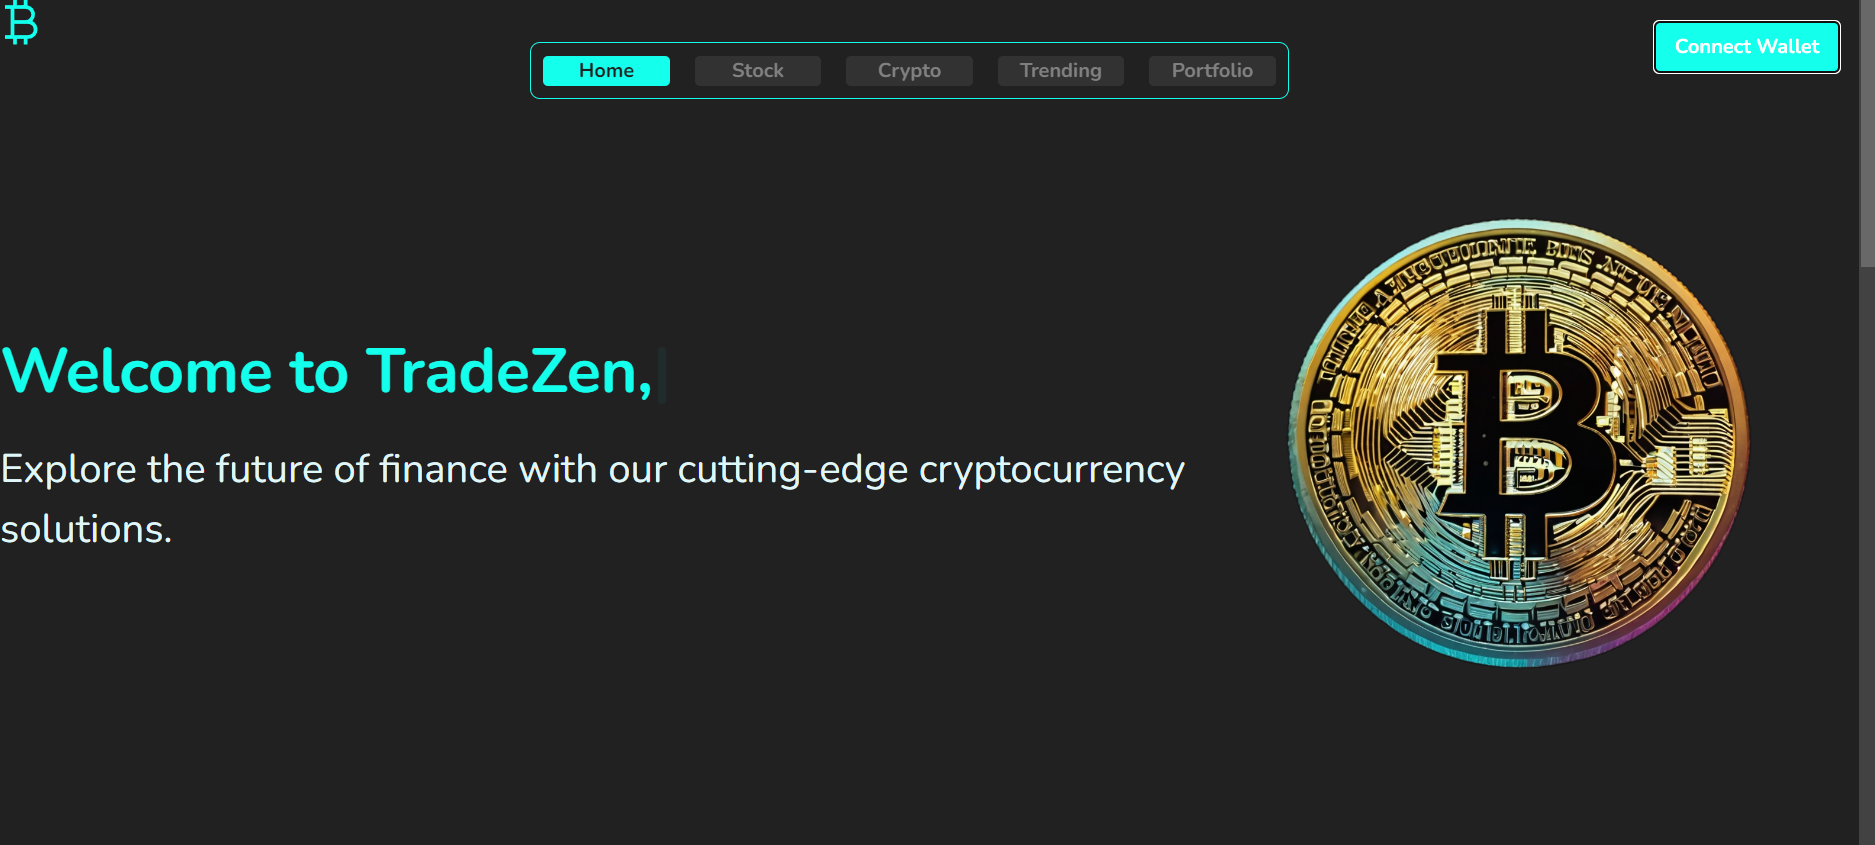 Home Stock Crypto Trending Portfolio
Connect Wallet
Welcome to TradeZen,
Explore the future of finance with our cutting-edge cryptocurrency
solutions.